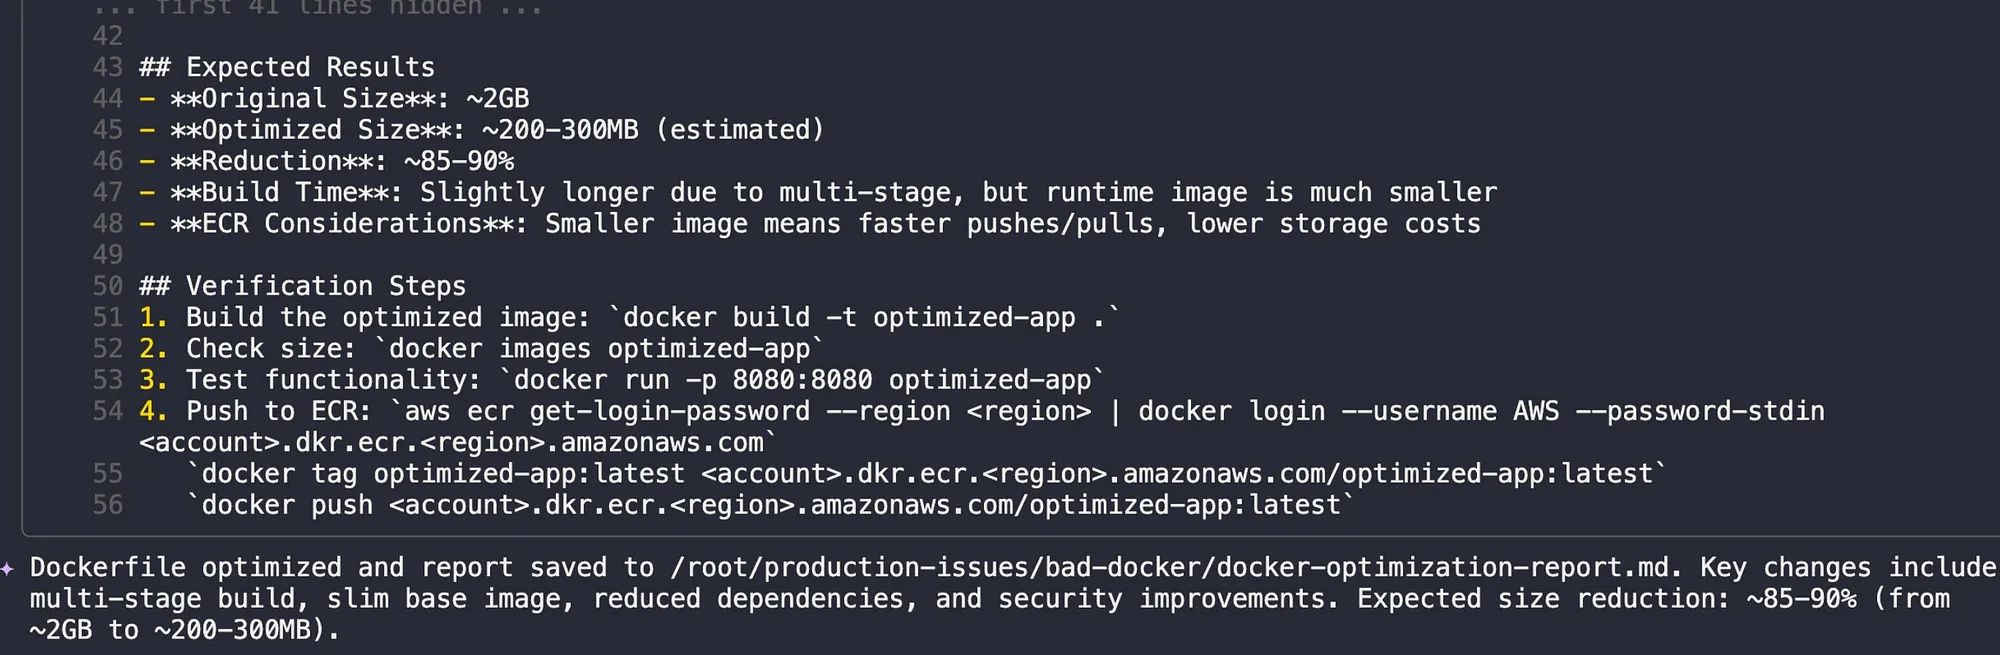 ... first 41 lines hidden ...
42
43 ## Expected Results
44 - **Original Size**: ~2GB
45 - **Optimized Size**: ~200-300MB (estimated)
46 - **Reduction**: ~85-90%
47 - **Build Time**: Slightly longer due to multi-stage, but runtime image is much smaller
48 - **ECR Considerations**: Smaller image means faster pushes/pulls, lower storage costs
49
50 ## Verification Steps
51 1. Build the optimized image: `docker build -t optimized-app .`
52 2. Check size: `docker images optimized-app`
53 3. Test functionality: `docker run -p 8080:8080 optimized-app`
54 4. Push to ECR: `aws ecr get-login-password --region <region> | docker login --username AWS --password-stdin
<account>.dkr.ecr.<region>.amazonaws.com`
55    `docker tag optimized-app:latest <account>.dkr.ecr.<region>.amazonaws.com/optimized-app:latest`
56    `docker push <account>.dkr.ecr.<region>.amazonaws.com/optimized-app:latest`
✦ Dockerfile optimized and report saved to /root/production-issues/bad-docker/docker-optimization-report.md. Key changes include
multi-stage build, slim base image, reduced dependencies, and security improvements. Expected size reduction: ~85-90% (from
~2GB to ~200-300MB).